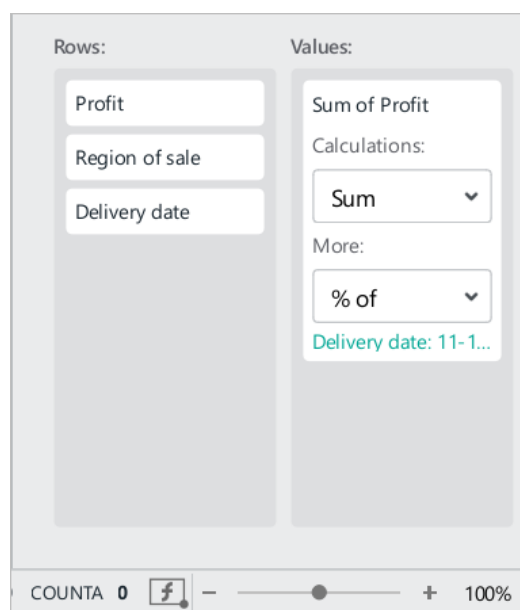 Rows:
Values:
Profit
Region of sale
Delivery date
Sum of Profit
Calculations:
Sum
More:
% of
Delivery date: 11-1...
COUNTA 0
100%